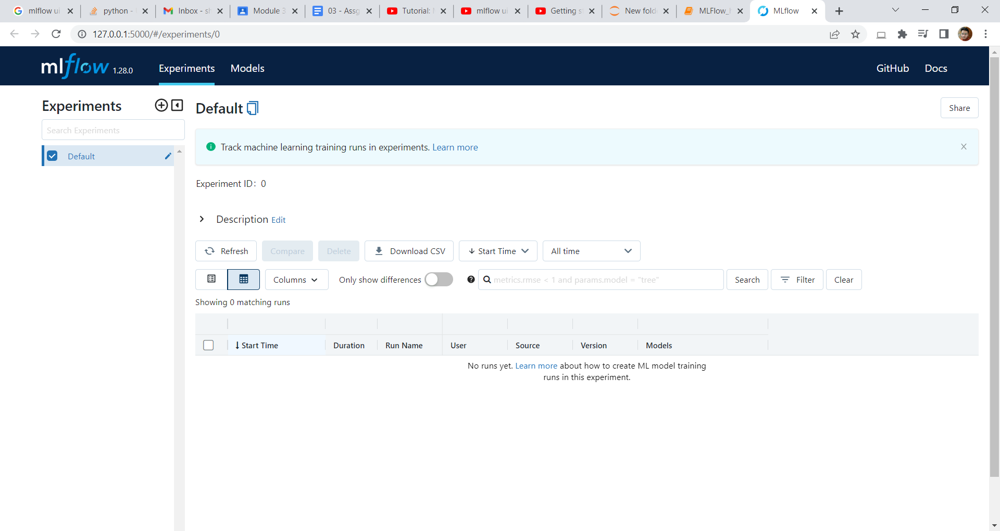 mlflow ui
python -
Inbox - sh
Module 3
03 - Assg
Tutorial:
mlflow ui
Getting s
New fold
MLFlow_
MLflow
127.0.0.1:5000/#/experiments/0
mlflow 1.28.0 Experiments Models GitHub Docs
Experiments
Search Experiments
Default
Default
Share
Track machine learning training runs in experiments. Learn more
Experiment ID: 0
Description Edit
Refresh Compare Delete Download CSV Start Time All time
Columns Only show differences metrics.rmse < 1 and params.model = "tree" Search Filter Clear
Showing 0 matching runs
Start Time Duration Run Name User Source Version Models
No runs yet. Learn more about how to create ML model training
runs in this experiment.